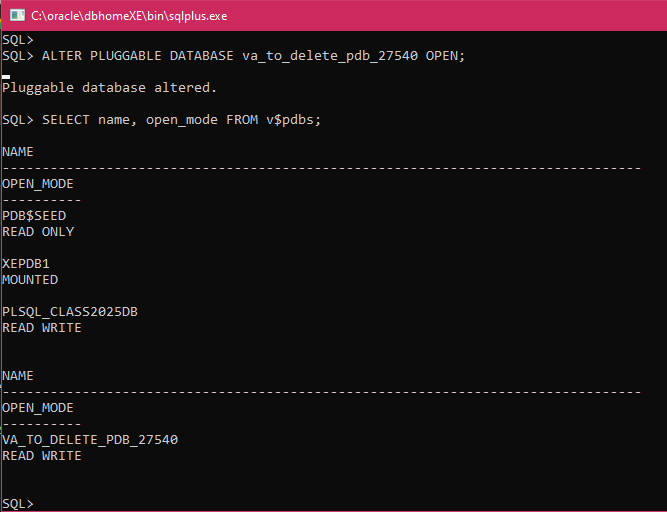 C:\oracle\dbhomeXE\bin\sqlplus.exe
SQL>
SQL> ALTER PLUGGABLE DATABASE va_to_delete_pdb_27540 OPEN;
Pluggable database altered.
SQL> SELECT name, open_mode FROM v$pdbs;
NAME
--------------------------------------------------------------------------------
OPEN_MODE
----------
PDB$SEED
READ ONLY
XEPDB1
MOUNTED
PLSQL_CLASS2025DB
READ WRITE
NAME
--------------------------------------------------------------------------------
OPEN_MODE
----------
VA_TO_DELETE_PDB_27540
READ WRITE
SQL>